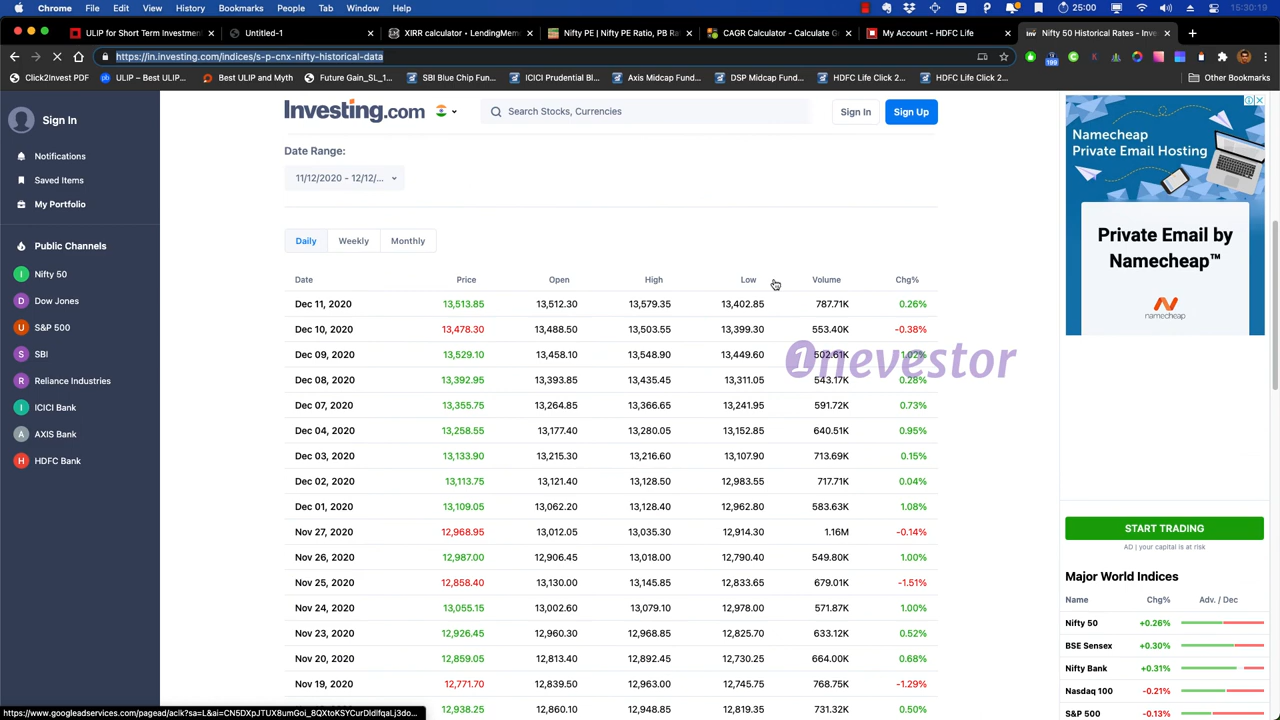 Chrome File Edit View History Bookmarks People Tab Window Help
ULIP for Short Term Investment
Untitled-1
XIRR calculator - LendingMem
Nifty PE | Nifty PE Ratio, PB Ra
CAGR Calculator - Calculate G
My Account - HDFC Life
Nifty 50 Historical Rates - Inve
https://in.investing.com/indices/s-p-cnx-nifty-historical-data
199
Click2Invest PDF
ULIP – Best ULIP...
Best ULIP and Myth
Future Gain_SL_1...
SBI Blue Chip Fun...
ICICI Prudential Bl...
Axis Midcap Fund...
DSP Midcap Fund...
HDFC Life Click 2...
HDFC Life Click 2...
Other Bookmarks
Sign In
Notifications
Saved Items
My Portfolio
Public Channels
I Nifty 50
D Dow Jones
U S&P 500
S SBI
R Reliance Industries
I ICICI Bank
A AXIS Bank
H HDFC Bank
Investing.com
Search Stocks, Currencies
Sign In
Sign Up
Date Range:
11/12/2020 - 12/12/...
Daily Weekly Monthly
Date Price Open High Low Volume Chg%
Dec 11, 2020 13,513.85 13,512.30 13,579.35 13,402.85 787.71K 0.26%
Dec 10, 2020 13,478.30 13,488.50 13,503.55 13,399.30 553.40K -0.38%
Dec 09, 2020 13,529.10 13,458.10 13,548.90 13,449.60 502.61K 1.02%
Dec 08, 2020 13,392.95 13,393.85 13,435.45 13,311.05 543.17K 0.28%
Dec 07, 2020 13,355.75 13,264.85 13,366.65 13,241.95 591.72K 0.73%
Dec 04, 2020 13,258.55 13,177.40 13,280.05 13,152.85 640.51K 0.95%
Dec 03, 2020 13,133.90 13,215.30 13,216.60 13,107.90 713.69K 0.15%
Dec 02, 2020 13,113.75 13,121.40 13,128.50 12,983.55 717.71K 0.04%
Dec 01, 2020 13,109.05 13,062.20 13,128.40 12,962.80 583.63K 1.08%
Nov 27, 2020 12,968.95 13,012.05 13,035.30 12,914.30 1.16M -0.14%
Nov 26, 2020 12,987.00 12,906.45 13,018.00 12,790.40 549.80K 1.00%
Nov 25, 2020 12,858.40 13,130.00 13,145.85 12,833.65 679.01K -1.51%
Nov 24, 2020 13,055.15 13,002.60 13,079.10 12,978.00 571.87K 1.00%
Nov 23, 2020 12,926.45 12,960.30 12,968.85 12,825.70 633.12K 0.52%
Nov 20, 2020 12,859.05 12,813.40 12,892.45 12,730.25 664.00K 0.68%
Nov 19, 2020 12,771.70 12,839.50 12,963.00 12,745.75 768.75K -1.29%
12,938.25 12,860.10 12,948.85 12,819.35 731.32K 0.50%
1nevestor
Namecheap
Private Email Hosting
Private Email by
Namecheap™
namecheap
START TRADING
AD | your capital is at risk
Major World Indices
Name Chg% Adv. / Dec
Nifty 50 +0.26%
BSE Sensex +0.30%
Nifty Bank +0.31%
Nasdaq 100 -0.21%
S&P 500 -0.13%